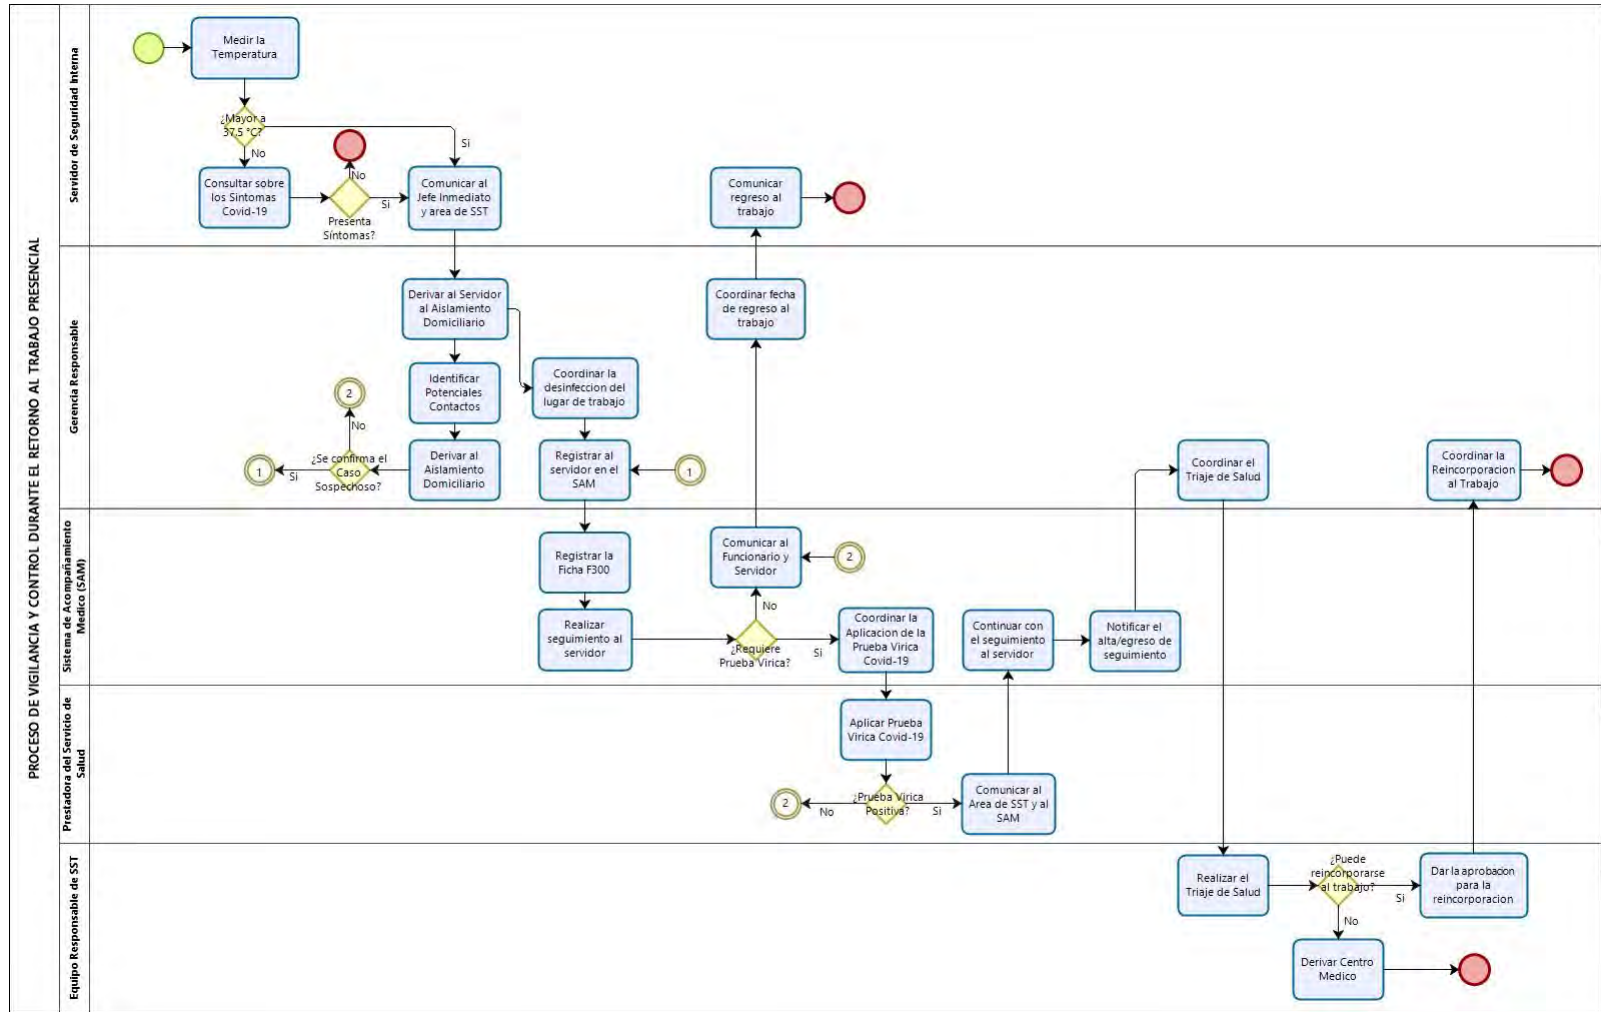 PROCESO DE VIGILANCIA Y CONTROL DURANTE EL RETORNO AL TRABAJO PRESENCIAL
Servidor de Seguridad Interna
Medir la
Temperatura
¿Mayor a
37,5 °C?
No
Si
Consultar sobre
los Sintomas
Covid-19
No
Si
Presenta
Síntomas?
Comunicar al
Jefe Inmediato
y area de SST
Comunicar
regreso al
trabajo
Gerencia Responsable
Derivar al Servidor
al Aislamiento
Domiciliario
Coordinar fecha
de regreso al
trabajo
Identificar
Potenciales
Contactos
Coordinar la
desinfeccion del
lugar de trabajo
2
No
1
Si
¿Se confirma el
Caso
Sospechoso?
Derivar al
Aislamiento
Domiciliario
Registrar al
servidor en el
SAM
1
Coordinar el
Triaje de Salud
Coordinar la
Reincorporacion
al Trabajo
Sistema de Acompañamiento
Medico (SAM)
Registrar la
Ficha F300
Comunicar al
Funcionario y
Servidor
2
No
Realizar
seguimiento al
servidor
¿Requiere
Prueba Virica?
Si
Coordinar la
Aplicacion de la
Prueba Virica
Covid-19
Continuar con
el seguimiento
al servidor
Notificar el
alta/egreso de
seguimiento
Prestadora del Servicio de
Salud
Aplicar Prueba
Virica Covid-19
2
No
¿Prueba Virica
Positiva?
Si
Comunicar al
Area de SST y al
SAM
Equipo Responsable de SST
Realizar el
Triaje de Salud
¿Puede
reincorporarse
al trabajo?
Si
No
Dar la aprobacion
para la
reincorporacion
Derivar Centro
Medico